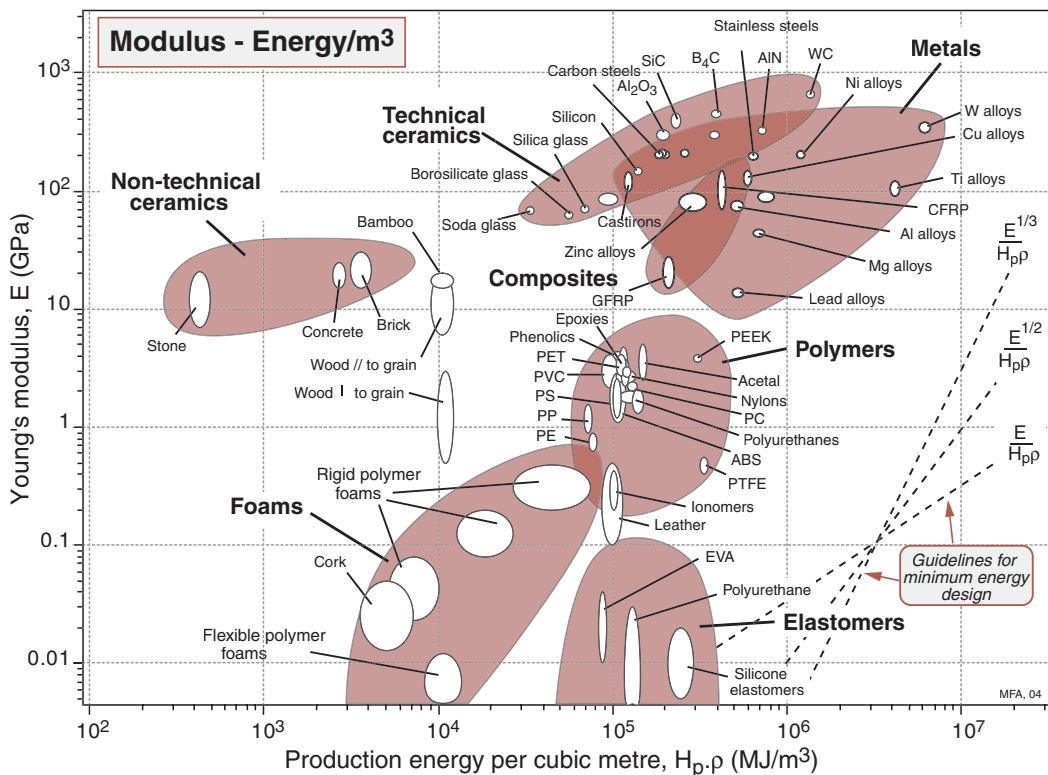 Modulus - Energy/m³
Stainless steels
Metals
SiC
B₄C
AlN
WC
Carbon steels
Al₂O₃
Ni alloys
Technical
ceramics
Silicon
W alloys
Silica glass
Cu alloys
Borosilicate glass
Ti alloys
Non-technical
ceramics
Bamboo
Soda glass
Castirons
CFRP
Zinc alloys
Al alloys
Mg alloys
Composites
GFRP
Lead alloys
Stone
Concrete
Brick
Epoxies
Phenolics
PEEK
Polymers
Wood // to grain
PET
Acetal
PVC
Nylons
Wood ⊥ to grain
PS
PC
PP
Polyurethanes
PE
ABS
PTFE
Rigid polymer
foams
Foams
Ionomers
Leather
Cork
EVA
Polyurethane
Elastomers
Flexible polymer
foams
Silicone
elastomers
E^1/3
Hₚρ
E^1/2
Hₚρ
E
Hₚρ
Guidelines for
minimum energy
design
MFA, 04
Young's modulus, E (GPa)
10³
10²
10
1
0.1
0.01
10²
10³
10⁴
10⁵
10⁶
10⁷
Production energy per cubic metre, Hₚ.ρ (MJ/m³)